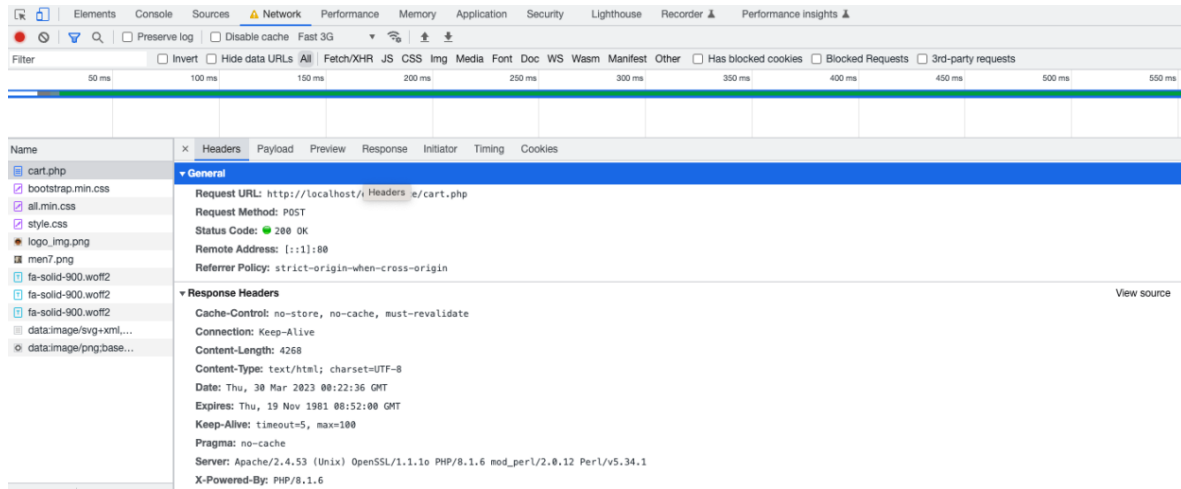 Elements Console Sources Network Performance Memory Application Security Lighthouse Recorder Performance insights
Preserve log Disable cache Fast 3G
Filter Invert Hide data URLs All Fetch/XHR JS CSS Img Media Font Doc WS Wasm Manifest Other Has blocked cookies Blocked Requests 3rd-party requests
50 ms 100 ms 150 ms 200 ms 250 ms 300 ms 350 ms 400 ms 450 ms 500 ms 550 ms
Name × Headers Payload Preview Response Initiator Timing Cookies
cart.php
bootstrap.min.css
all.min.css
style.css
logo_img.png
men7.png
fa-solid-900.woff2
fa-solid-900.woff2
fa-solid-900.woff2
data:image/svg+xml,...
data:image/png;base...
General
Request URL: http://localhost/ Headers e/cart.php
Request Method: POST
Status Code: 200 OK
Remote Address: [::1]:80
Referrer Policy: strict-origin-when-cross-origin
Response Headers View source
Cache-Control: no-store, no-cache, must-revalidate
Connection: Keep-Alive
Content-Length: 4268
Content-Type: text/html; charset=UTF-8
Date: Thu, 30 Mar 2023 00:22:36 GMT
Expires: Thu, 19 Nov 1981 08:52:00 GMT
Keep-Alive: timeout=5, max=100
Pragma: no-cache
Server: Apache/2.4.53 (Unix) OpenSSL/1.1.1o PHP/8.1.6 mod_perl/2.0.12 Perl/v5.34.1
X-Powered-By: PHP/8.1.6